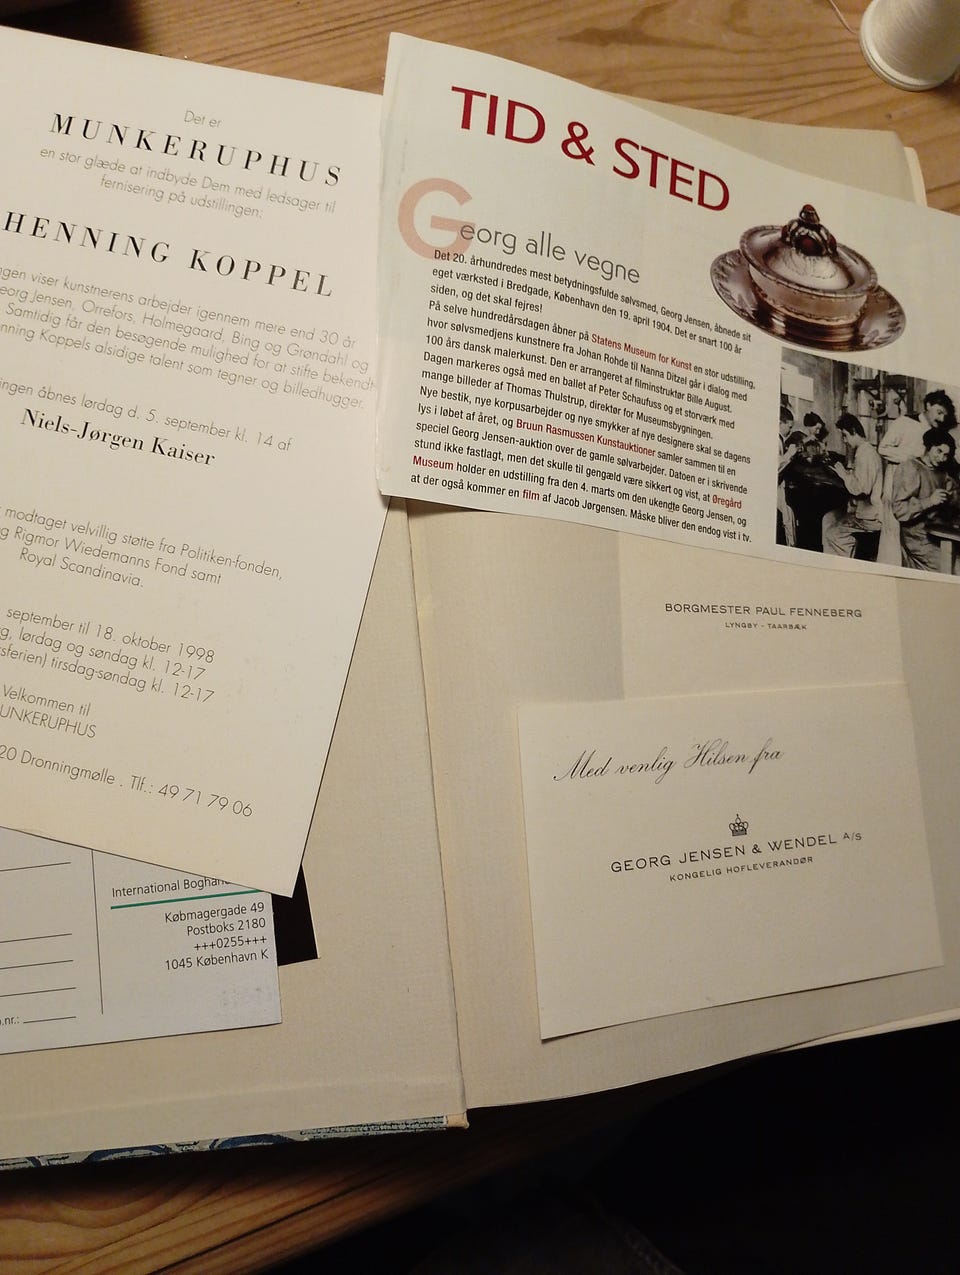 Det er
MUNKERUPHUS
en stor glæde at indbyde Dem med ledsager til
fernisering på udstillingen:
HENNING KOPPEL
viser kunstnerens arbejder igennem mere end 30 år
Jensen, Orrefors, Holmegaard, Bing og Grøndahl og
Samtidig får den besøgende mulighed for at stifte bekendt-
Koppels alsidige talent som tegner og billedhugger.
åbnes lørdag d. 5. september kl. 14 af
Niels-Jørgen Kaiser
modtaget velvillig støtte fra Politiken-fonden,
Rigmor Wiedemanns Fond samt
Royal Scandinavia.
september til 18. oktober 1998
lørdag og søndag kl. 12-17
tirsdag-søndag kl. 12-17
Velkommen til
UNKERUPHUS
20 Dronningmølle . Tlf.: 49 71 79 06
International
Købmagergade 49
Postboks 2180
+++0255+++
1045 København K
nr.:
TID & STED
Georg alle vegne
Det 20. århundredes mest betydningsfulde sølvsmed, Georg Jensen, åbnede sit
eget værksted i Bredgade, København den 19. april 1904. Det er snart 100 år
siden, og det skal fejres!
På selve hundredårsdagen åbner på Statens Museum for Kunst en stor udstilling,
hvor sølvsmedjens kunstnere fra Johan Rohde til Nanna Ditzel går i dialog med
100 års dansk malerkunst. Den er arrangeret af filminstruktør Bille August.
Dagen markeres også med en ballet af Peter Schaufuss og et storværk med
mange billeder af Thomas Thulstrup, direktør for Museumsbygningen.
Nye bestik, nye korpusarbejder og nye smykker af nye designere skal se dagens
lys i løbet af året, og Bruun Rasmussen Kunstauktioner samler sammen til en
speciel Georg Jensen-auktion over de gamle sølvarbejder. Datoen er i skrivende
stund ikke fastlagt, men det skulle til gengæld være sikkert og vist, at Øregård
Museum holder en udstilling fra den 4. marts om den ukendte Georg Jensen, og
at der også kommer en film af Jacob Jørgensen. Måske bliver den endog vist i tv.
BORGMESTER PAUL FENNEBERG
LYNGBY - TAARBÆK
Med venlig Hilsen fra
GEORG JENSEN & WENDEL A/S
KONGELIG HOFLEVERANDØR